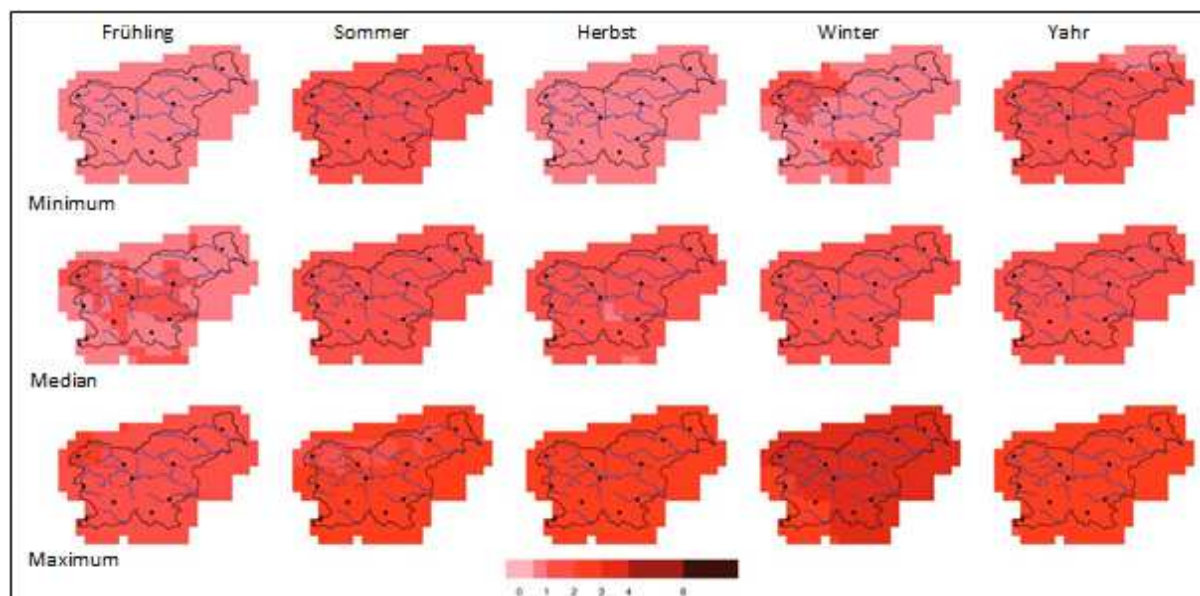 Frühling Sommer Herbst Winter Yahr
Minimum
Median
Maximum
0 1 2 3 4 6